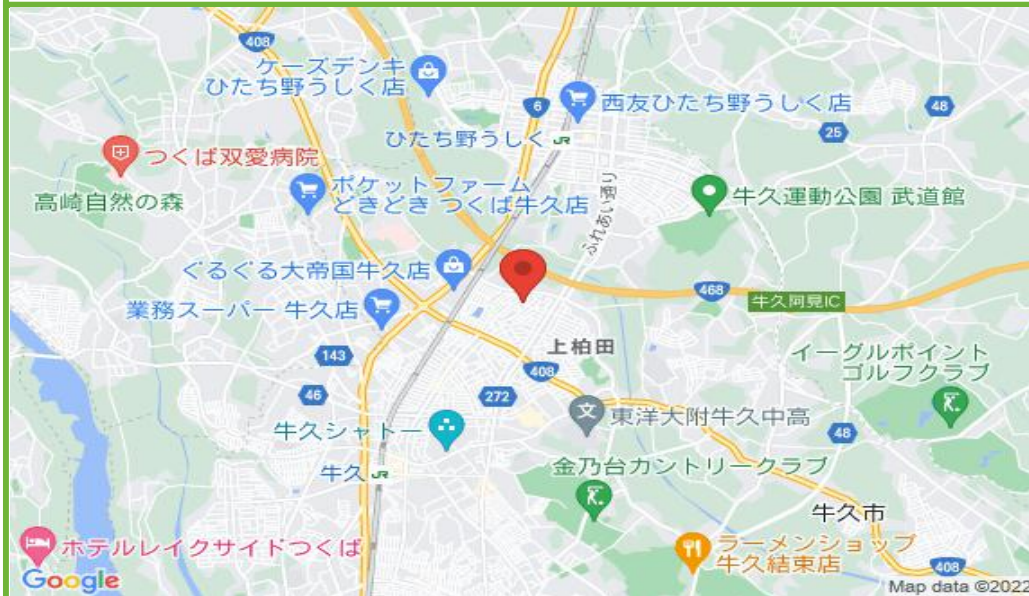 408
ケーズデンキ
ひたち野うしく店
6
西友ひたち野うしく店
48
25
ひたち野うしく JR
つくば双愛病院
高崎自然の森
ポケットファーム
どきどき つくば牛久店
ふれあい通り
牛久運動公園 武道館
ぐるぐる大帝国牛久店
468
牛久阿見IC
業務スーパー 牛久店
上柏田
143
408
イーグルポイント
ゴルフクラブ
46
272
牛久シャトー
東洋大附牛久中高
48
牛久 JR
金乃台カントリークラブ
牛久市
ホテルレイクサイドつくば
ラーメンショップ
牛久結束店
408
Google
Map data ©2022